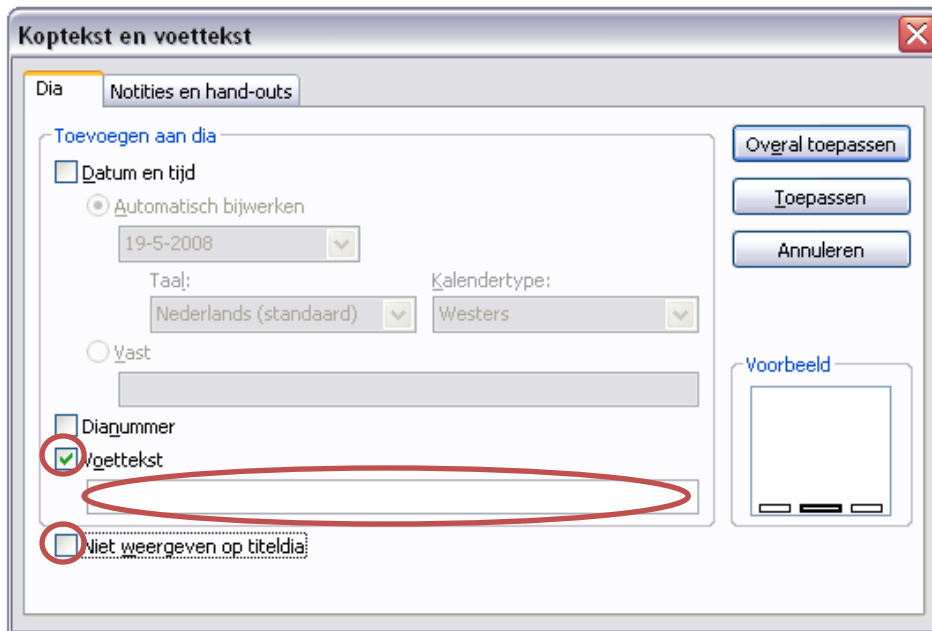 Koptekst en voettekst
Dia
Notities en hand-outs
Toevoegen aan dia
Datum en tijd
Automatisch bijwerken
19-5-2008
Taal:
Kalendertype:
Nederlands (standaard)
Westers
Vast
Dianummer
Voettekst
Niet weergeven op titeldia
Overal toepassen
Toepassen
Annuleren
Voorbeeld